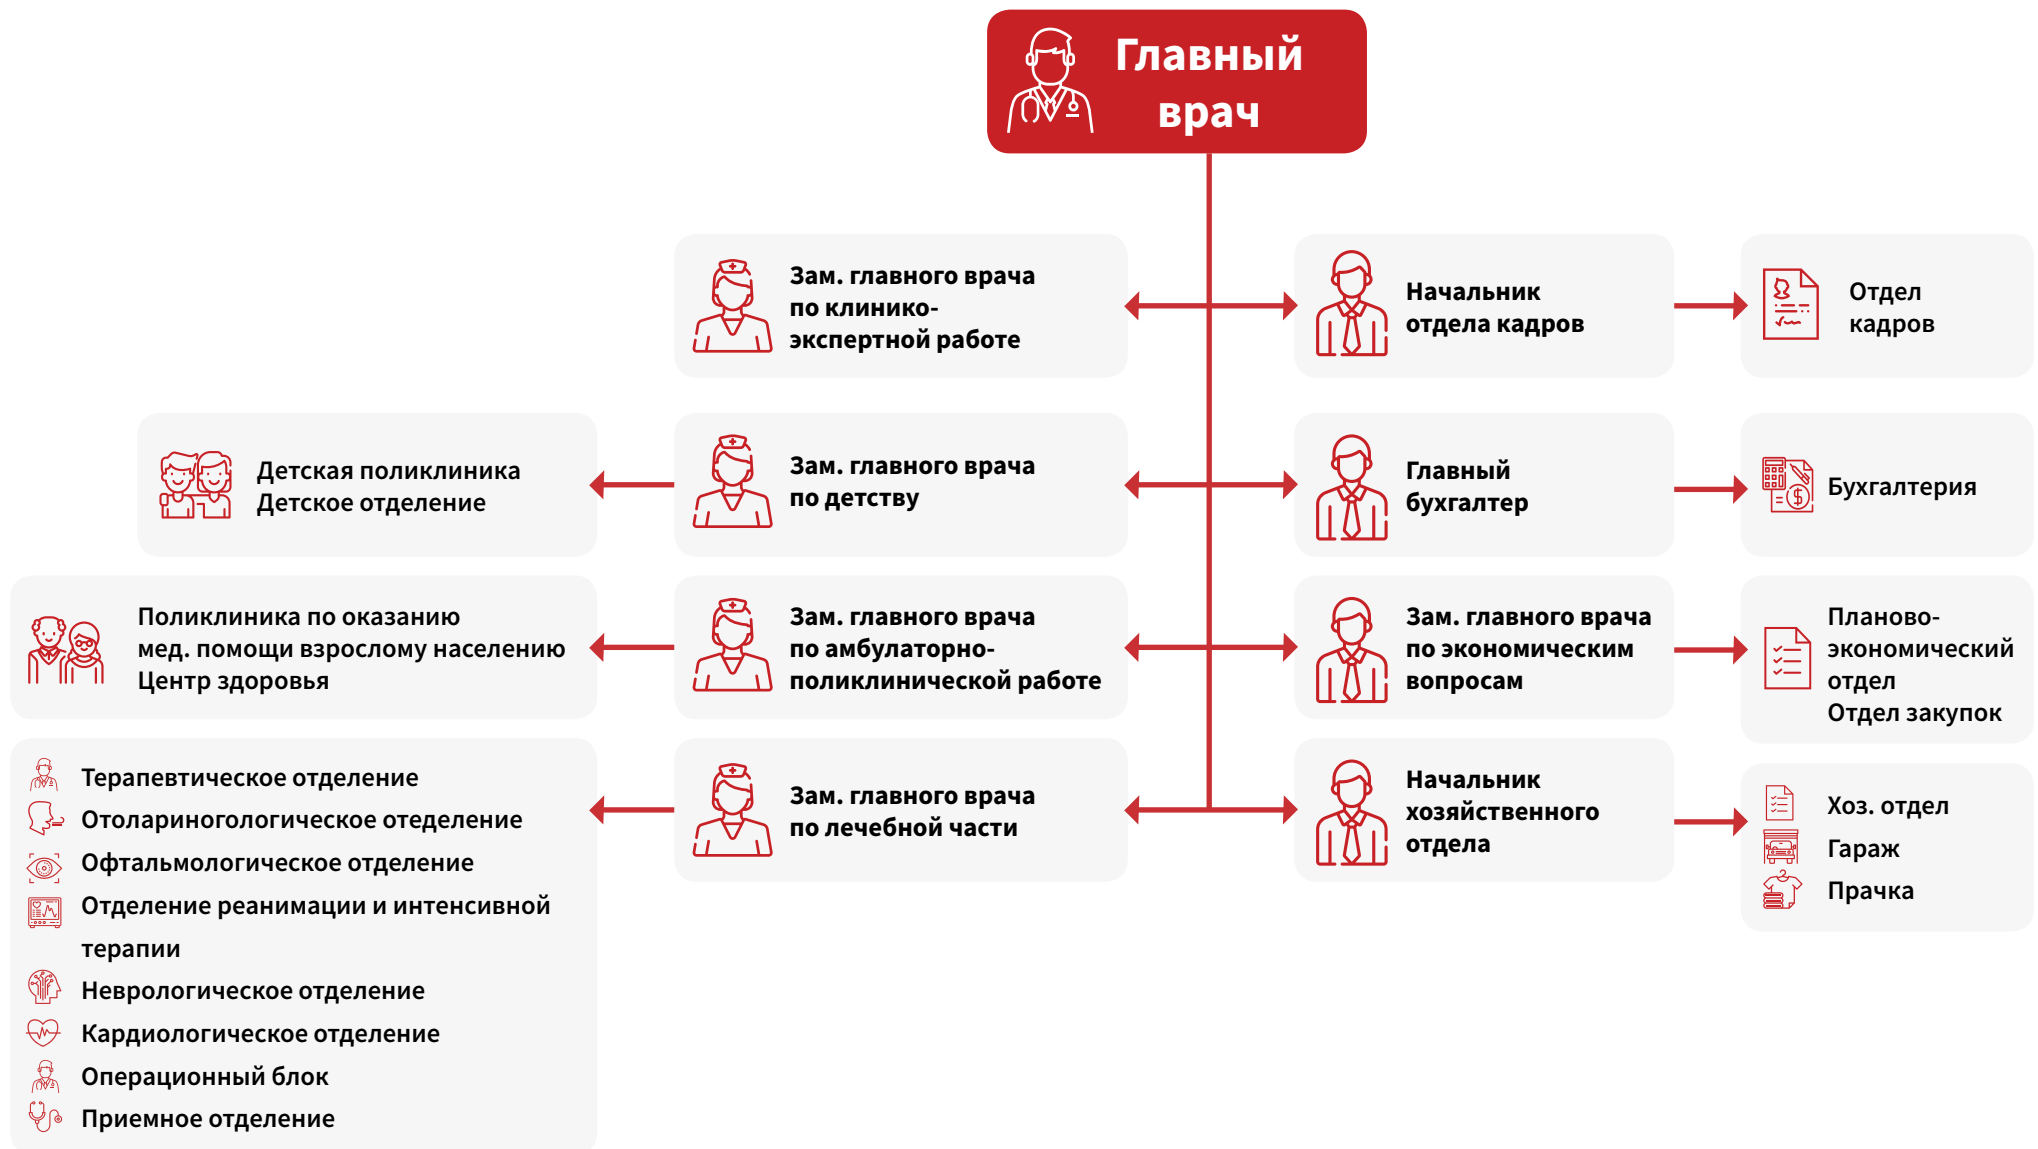 Главный
врач
Зам. главного врача
по клинико-
экспертной работе
Начальник
отдела кадров
Отдел
кадров
Детская поликлиника
Детское отделение
Зам. главного врача
по детству
Главный
бухгалтер
Бухгалтерия
Поликлиника по оказанию
мед. помощи взрослому населению
Центр здоровья
Зам. главного врача
по амбулаторно-
поликлинической работе
Зам. главного врача
по экономическим
вопросам
Планово-
экономический
отдел
Отдел закупок
Терапевтическое отделение
Отолариногологическое отеделение
Офтальмологическое отделение
Отделение реанимации и интенсивной
терапии
Неврологическое отделение
Кардиологическое отделение
Операционный блок
Приемное отделение
Зам. главного врача
по лечебной части
Начальник
хозяйственного
отдела
Хоз. отдел
Гараж
Прачка